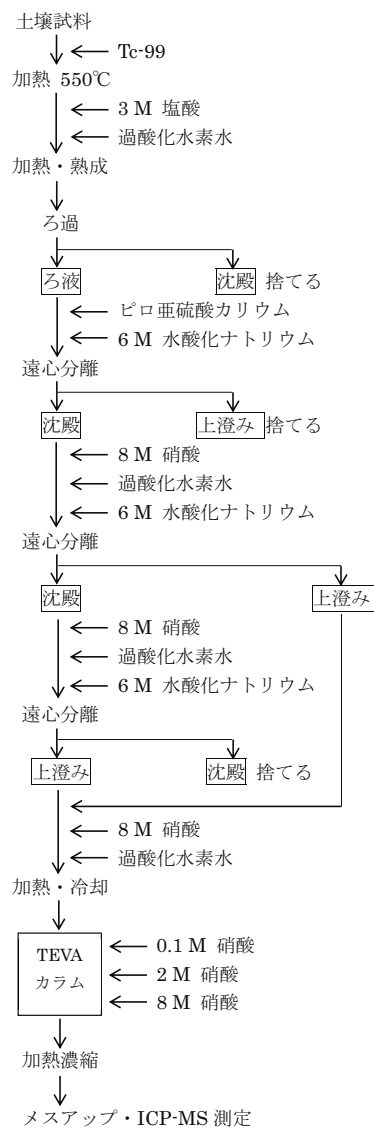 土壌試料
Tc-99
加熱 550℃
3 M 塩酸
過酸化水素水
加熱・熟成
ろ過
ろ液 沈殿 捨てる
ピロ亜硫酸カリウム
6 M 水酸化ナトリウム
遠心分離
沈殿 上澄み 捨てる
8 M 硝酸
過酸化水素水
6 M 水酸化ナトリウム
遠心分離
沈殿 上澄み
8 M 硝酸
過酸化水素水
6 M 水酸化ナトリウム
遠心分離
上澄み 沈殿 捨てる
8 M 硝酸
過酸化水素水
加熱・冷却
TEVA
カラム
0.1 M 硝酸
2 M 硝酸
8 M 硝酸
加熱濃縮
メスアップ・ICP-MS 測定